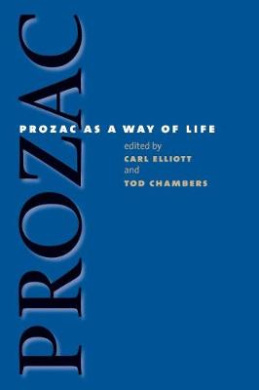 PROZAC
PROZAC AS A WAY OF LIFE
edited by
CARL ELLIOTT
and
TOD CHAMBERS